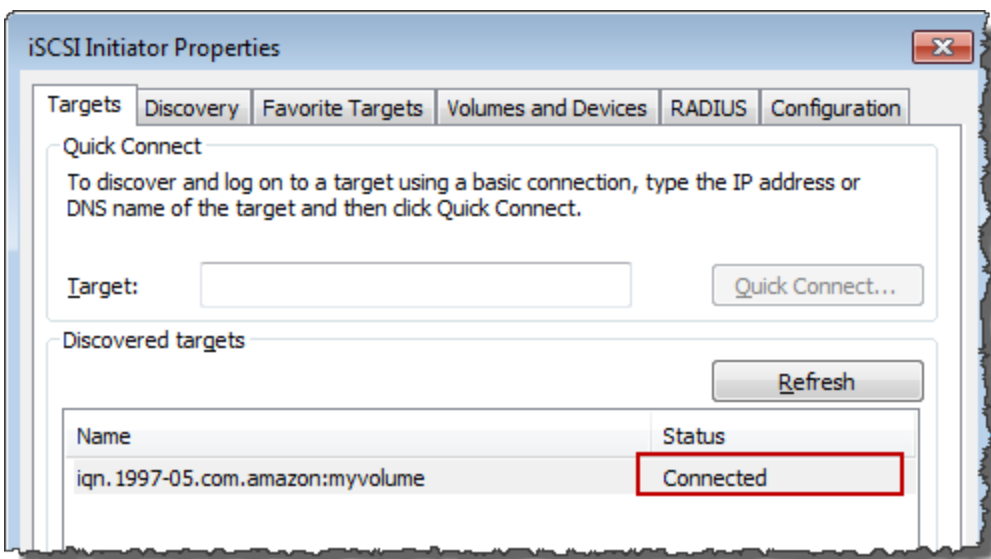 iSCSI Initiator Properties
Targets Discovery Favorite Targets Volumes and Devices RADIUS Configuration
Quick Connect
To discover and log on to a target using a basic connection, type the IP address or
DNS name of the target and then click Quick Connect.
Target: Quick Connect...
Discovered targets
Refresh
Name Status
iqn.1997-05.com.amazon:myvolume Connected